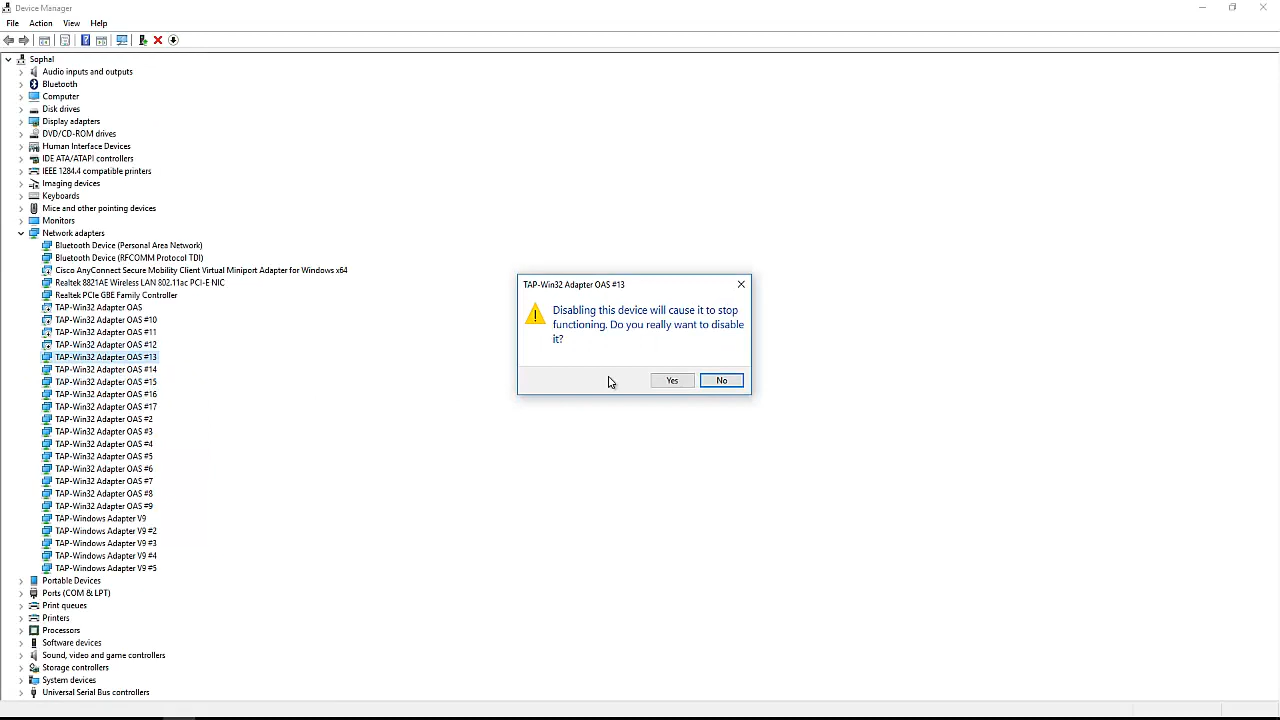 Device Manager
File Action View Help
Sophal
Audio inputs and outputs
Bluetooth
Computer
Disk drives
Display adapters
DVD/CD-ROM drives
Human Interface Devices
IDE ATA/ATAPI controllers
IEEE 1284.4 compatible printers
Imaging devices
Keyboards
Mice and other pointing devices
Monitors
Network adapters
Bluetooth Device (Personal Area Network)
Bluetooth Device (RFCOMM Protocol TDI)
Cisco AnyConnect Secure Mobility Client Virtual Miniport Adapter for Windows x64
Realtek 8821AE Wireless LAN 802.11ac PCI-E NIC
Realtek PCIe GBE Family Controller
TAP-Win32 Adapter OAS
TAP-Win32 Adapter OAS #10
TAP-Win32 Adapter OAS #11
TAP-Win32 Adapter OAS #12
TAP-Win32 Adapter OAS #13
TAP-Win32 Adapter OAS #14
TAP-Win32 Adapter OAS #15
TAP-Win32 Adapter OAS #16
TAP-Win32 Adapter OAS #17
TAP-Win32 Adapter OAS #2
TAP-Win32 Adapter OAS #3
TAP-Win32 Adapter OAS #4
TAP-Win32 Adapter OAS #5
TAP-Win32 Adapter OAS #6
TAP-Win32 Adapter OAS #7
TAP-Win32 Adapter OAS #8
TAP-Win32 Adapter OAS #9
TAP-Windows Adapter V9
TAP-Windows Adapter V9 #2
TAP-Windows Adapter V9 #3
TAP-Windows Adapter V9 #4
TAP-Windows Adapter V9 #5
Portable Devices
Ports (COM & LPT)
Print queues
Printers
Processors
Software devices
Sound, video and game controllers
Storage controllers
System devices
Universal Serial Bus controllers
TAP-Win32 Adapter OAS #13
Disabling this device will cause it to stop
functioning. Do you really want to disable
it?
Yes No